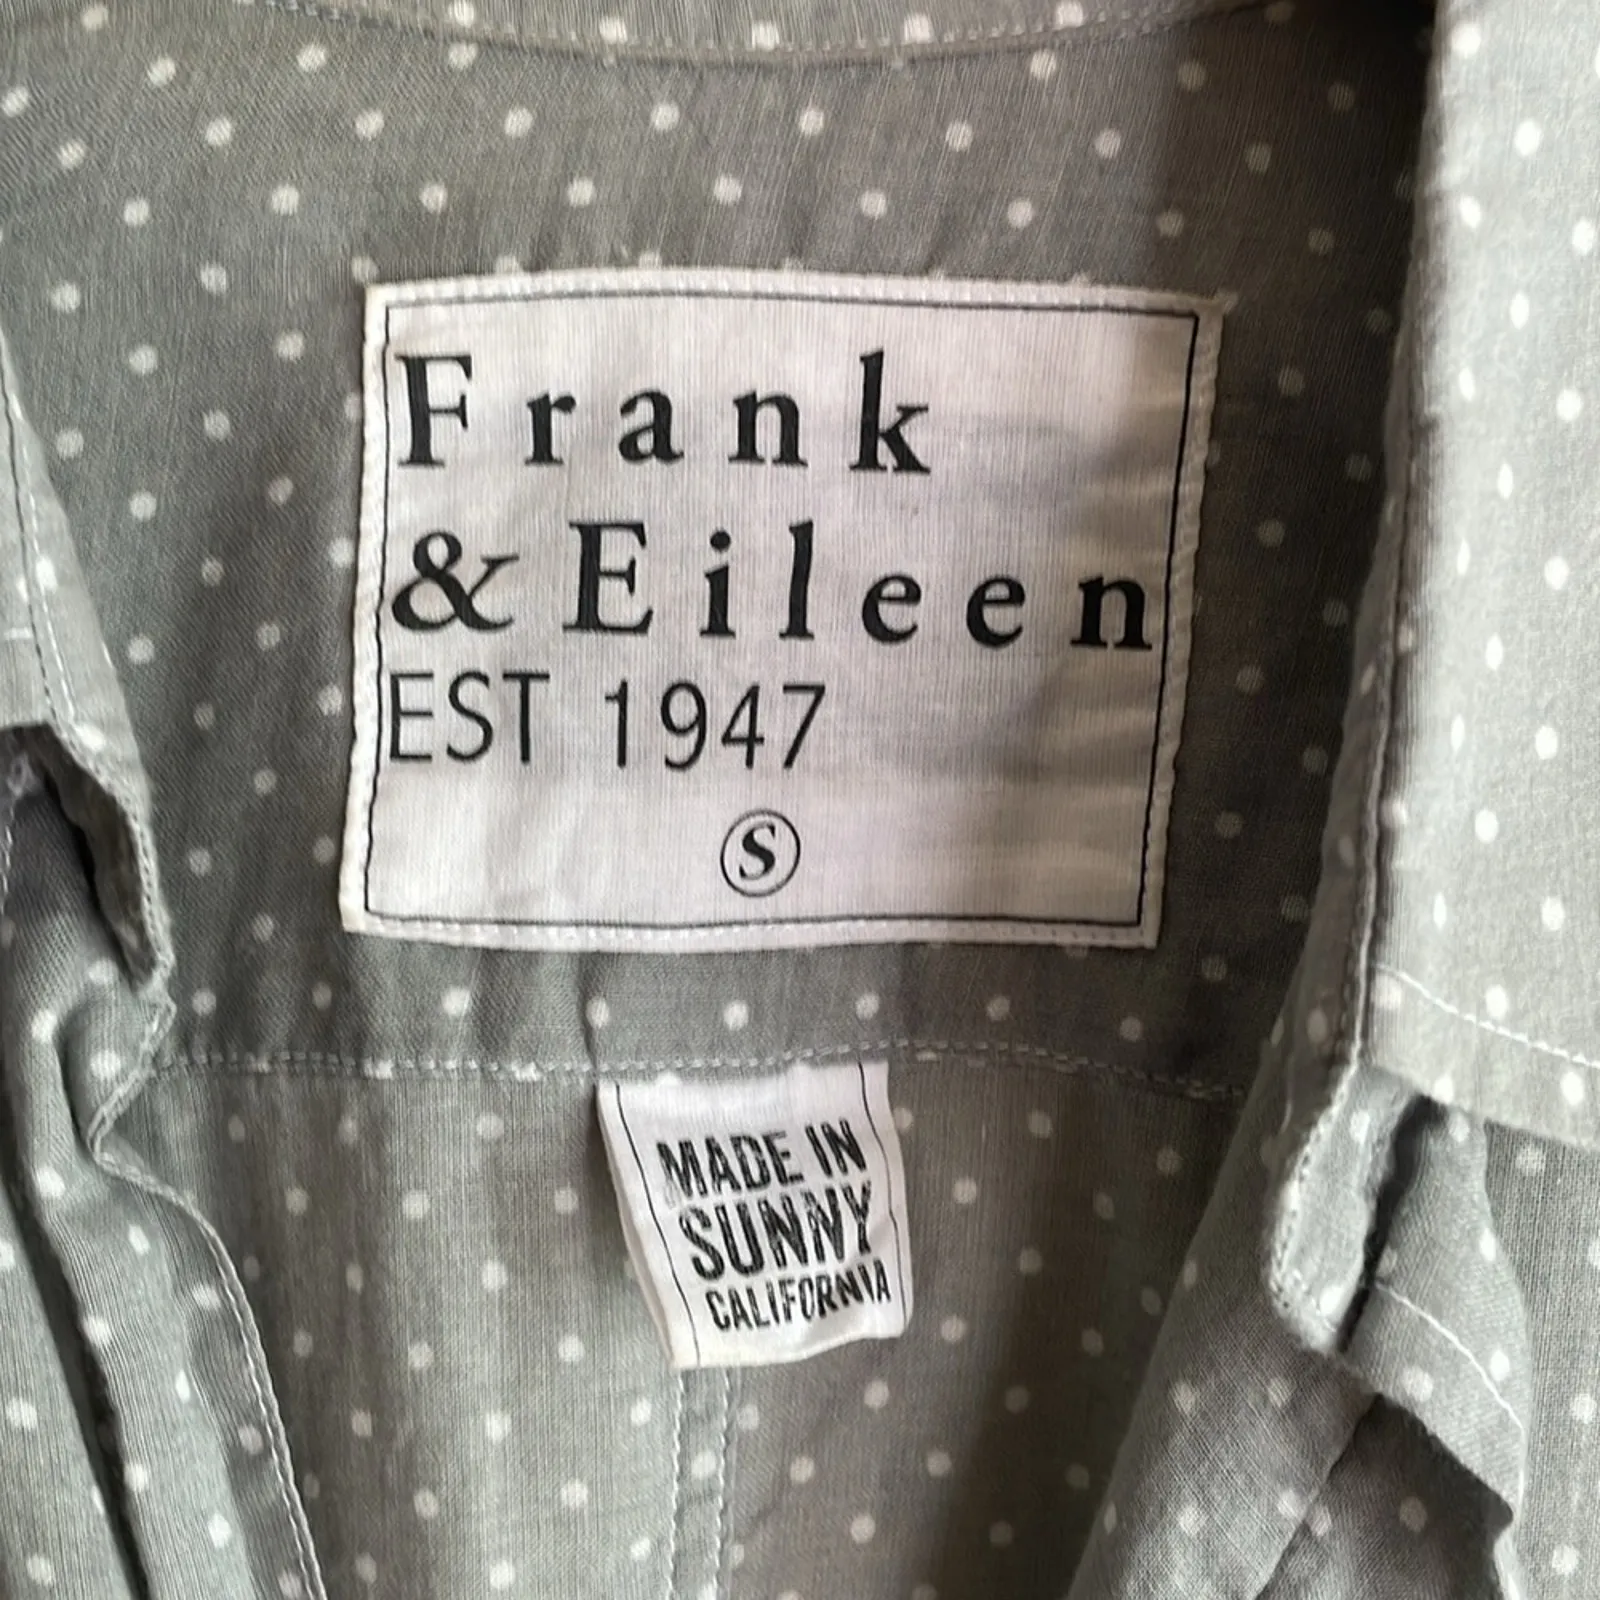 Frank
& Eileen
EST 1947
S
MADE IN
SUNNY
CALIFORNIA